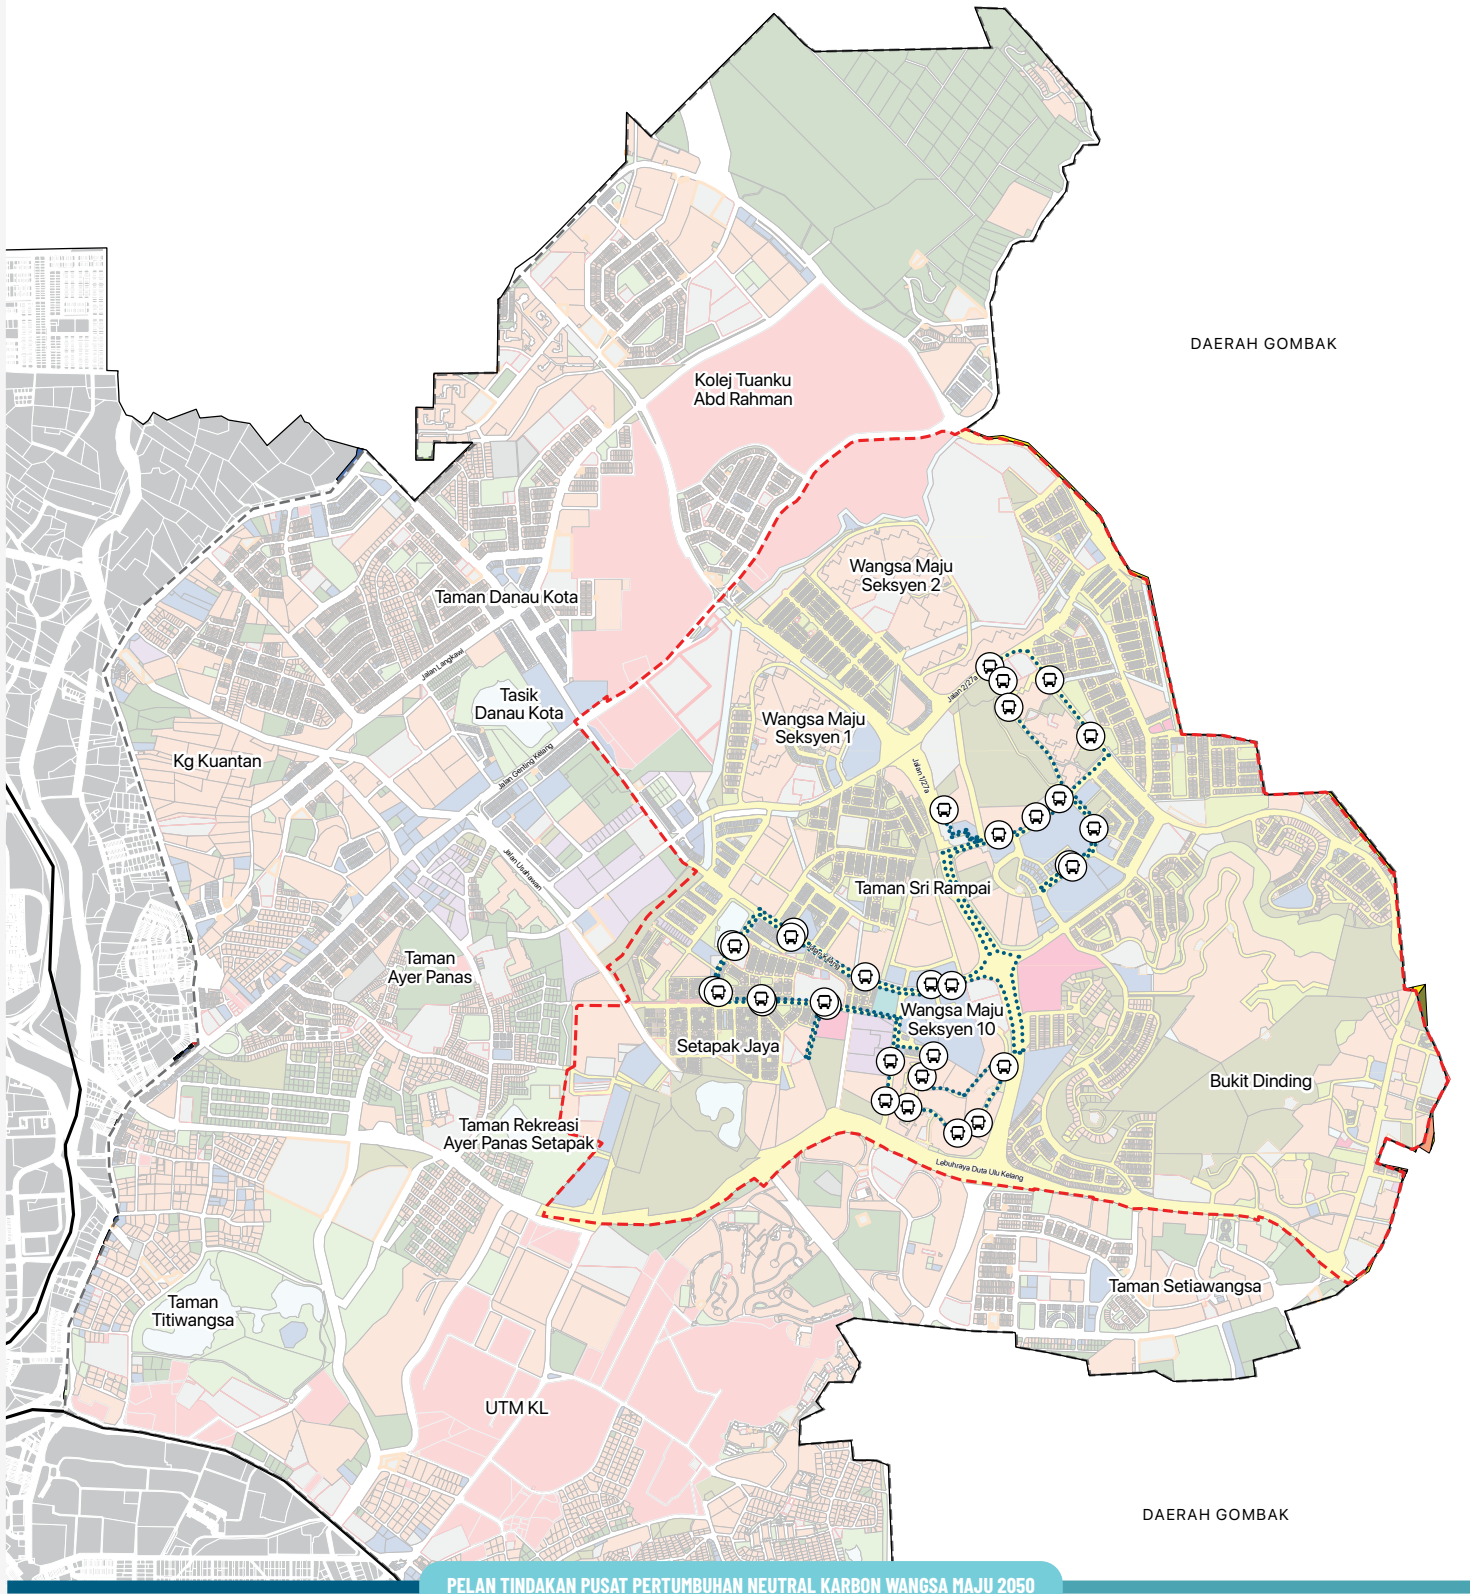 DAERAH GOMBAK
Kolej Tuanku
Abd Rahman
Wangsa Maju
Seksyen 2
Taman Danau Kota
Jalan Langkawi
Jalan 2/27a
Tasik
Danau Kota
Wangsa Maju
Seksyen 1
Kg Kuantan
Jalan Genting Kelang
Jalan 1/27a
Jalan Usahawan
Taman Sri Rampai
Taman
Ayer Panas
Wangsa Maju
Seksyen 10
Setapak Jaya
Bukit Dinding
Taman Rekreasi
Ayer Panas Setapak
Lebuhraya Duta Ulu Kelang
Taman Setiawangsa
Taman
Titiwangsa
UTM KL
DAERAH GOMBAK
PELAN TINDAKAN PUSAT PERTUMBUHAN NEUTRAL KARBON WANGSA MAJU 2050